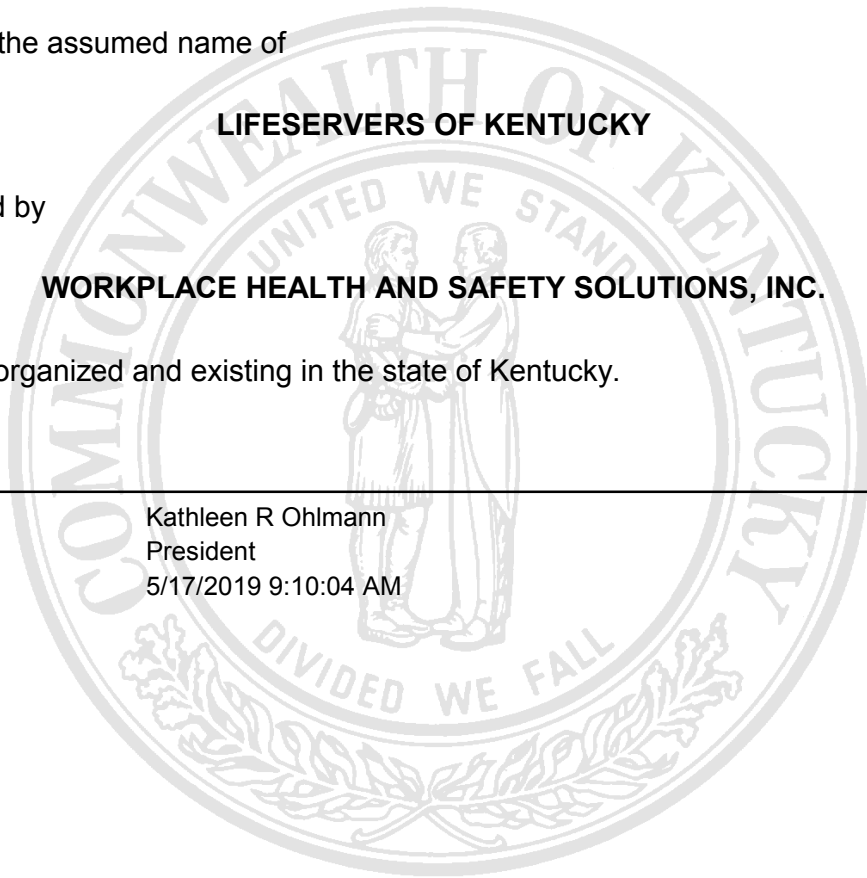 the assumed name of
LIFESERVERS OF KENTUCKY
d by
WORKPLACE HEALTH AND SAFETY SOLUTIONS, INC.
organized and existing in the state of Kentucky.
Kathleen R Ohlmann
President
5/17/2019 9:10:04 AM
COMMONWEALTH OF KENTUCKY
UNITED WE STAND
DIVIDED WE FALL